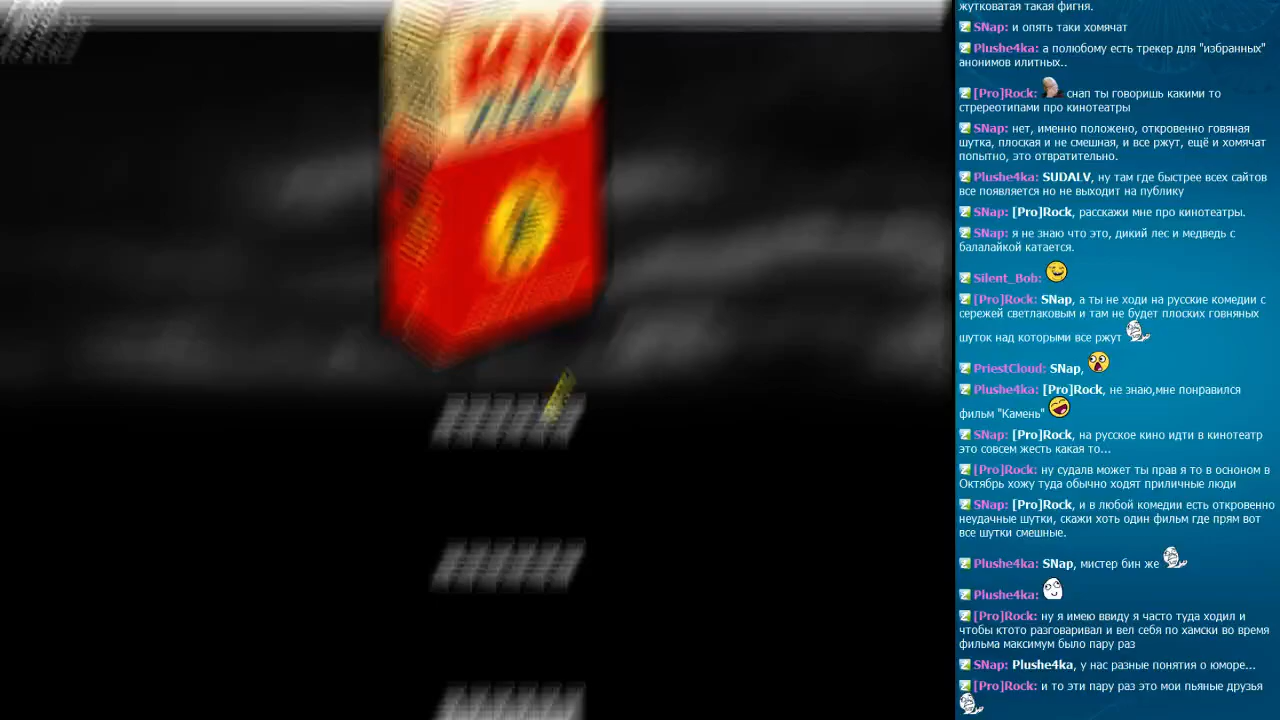 жутковатая такая фигня.
SNap: и опять таки хомячат
Plushe4ka: а полюбому есть трекер для "избранных"
анонимов илитных..
[Pro]Rock: снап ты говоришь какими то
стререотипами про кинотеатры
SNap: нет, именно положено, откровенно говяная
шутка, плоская и не смешная, и все ржут, ещё и хомячат
попытно, это отвратительно.
Plushe4ka: SUDALV, ну там где быстрее всех сайтов
все появляется но не выходит на публику
SNap: [Pro]Rock, расскажи мне про кинотеатры.
SNap: я не знаю что это, дикий лес и медведь с
балалайкой катается.
Silent_Bob:
[Pro]Rock: SNap, а ты не ходи на русские комедии с
сережей светлаковым и там не будет плоских говняных
шуток над которыми все ржут
PriestCloud: SNap,
Plushe4ka: [Pro]Rock, не знаю,мне понравился
фильм "Камень"
SNap: [Pro]Rock, на русское кино идти в кинотеатр
это совсем жесть какая то...
[Pro]Rock: ну судалв может ты прав я то в осноном в
Октябрь хожу туда обычно ходят приличные люди
SNap: [Pro]Rock, и в любой комедии есть откровенно
неудачные шутки, скажи хоть один фильм где прям вот
все шутки смешные.
Plushe4ka: SNap, мистер бин же
Plushe4ka:
[Pro]Rock: ну я имею ввиду я часто туда ходил и
чтобы ктото разговаривал и вел себя по хамски во время
фильма максимум было пару раз
SNap: Plushe4ka, у нас разные понятия о юморе...
[Pro]Rock: и то эти пару раз это мои пьяные друзья